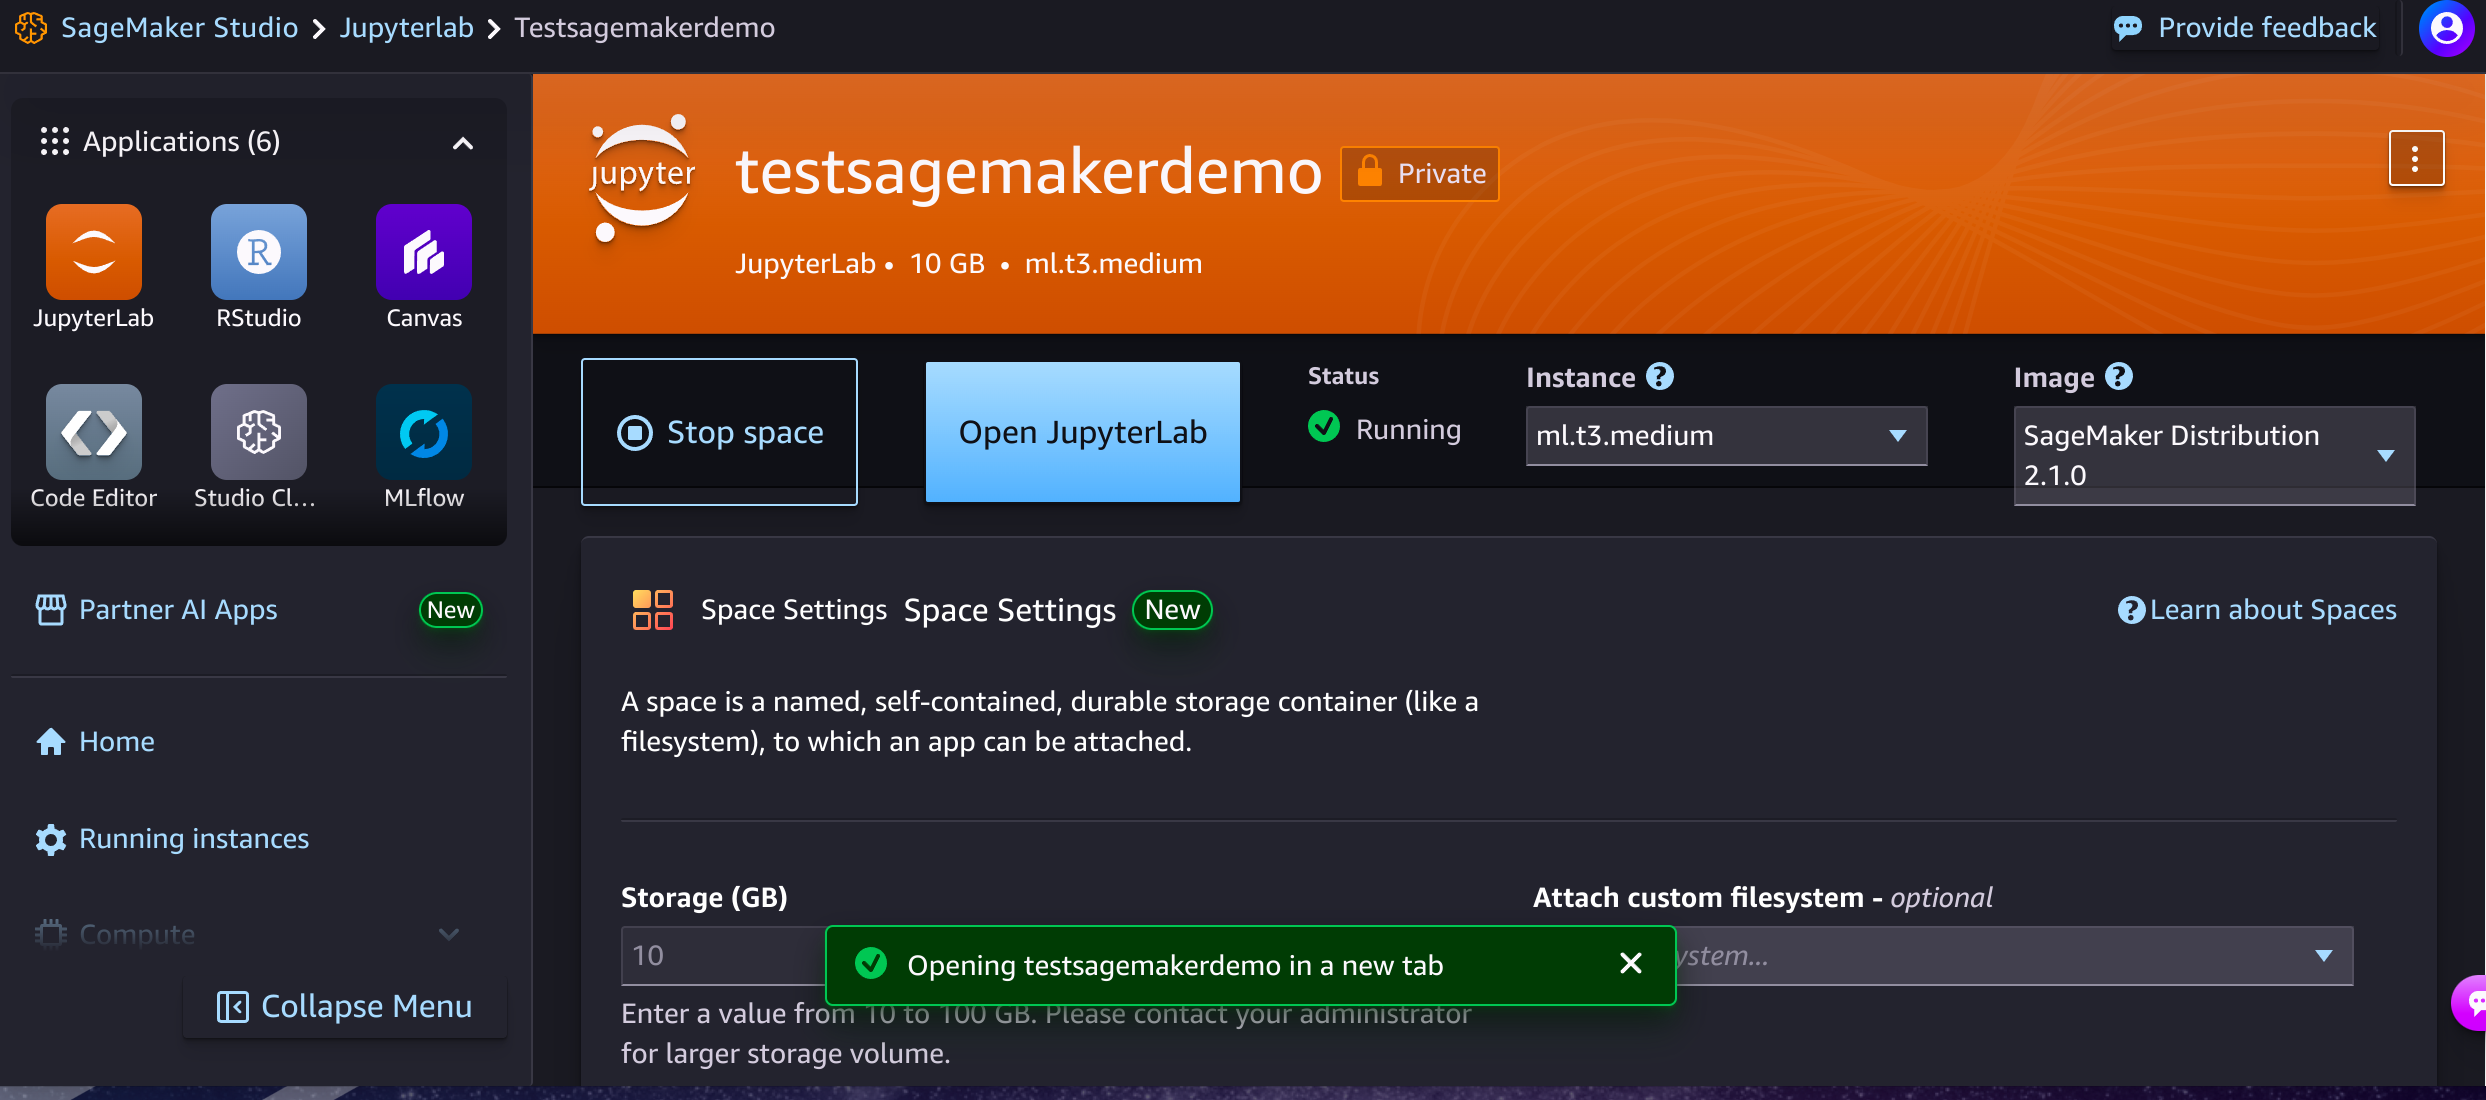 SageMaker Studio > Jupyterlab > Testsagemakerdemo
Provide feedback
Applications (6)
JupyterLab
RStudio
Canvas
Code Editor
Studio Cl...
MLflow
Partner AI Apps
New
Home
Running instances
Compute
Collapse Menu
jupyter
testsagemakerdemo
Private
JupyterLab • 10 GB • ml.t3.medium
Stop space
Open JupyterLab
Status
Running
Instance
ml.t3.medium
Image
SageMaker Distribution
2.1.0
Space Settings Space Settings New
Learn about Spaces
A space is a named, self-contained, durable storage container (like a
filesystem), to which an app can be attached.
Storage (GB)
10
Attach custom filesystem - optional
ystem...
Opening testsagemakerdemo in a new tab
Enter a value from 10 to 100 GB. Please contact your administrator
for larger storage volume.